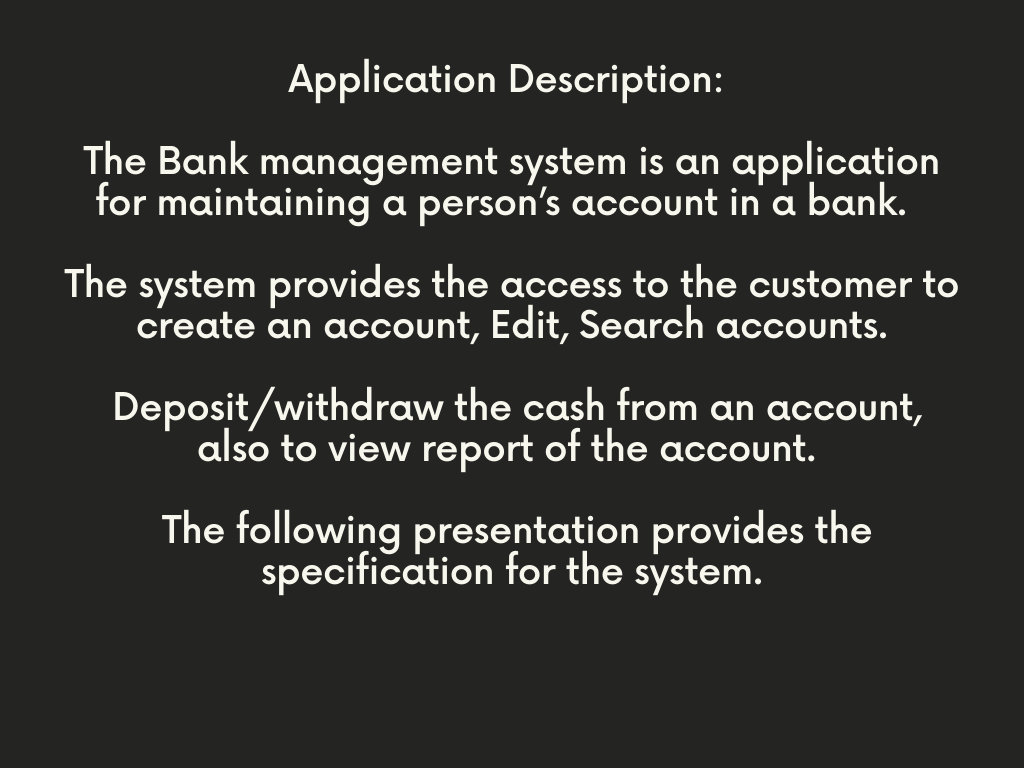 Application Description:
The Bank management system is an application
for maintaining a person’s account in a bank.
The system provides the access to the customer to
create an account, Edit, Search accounts.
Deposit/withdraw the cash from an account,
also to view report of the account.
The following presentation provides the
specification for the system.